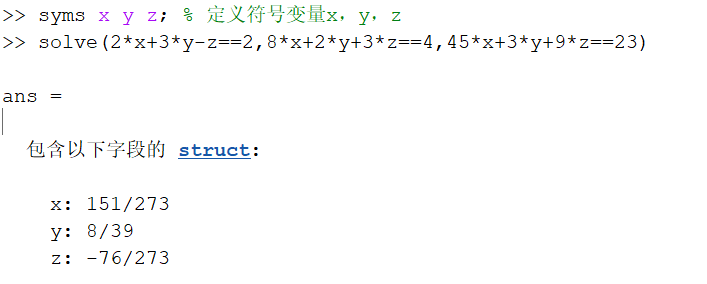 >> syms x y z; % 定义符号变量x，y，z
>> solve(2*x+3*y-z==2,8*x+2*y+3*z==4,45*x+3*y+9*z==23)
ans =
包含以下字段的 struct:
x: 151/273
y: 8/39
z: -76/273